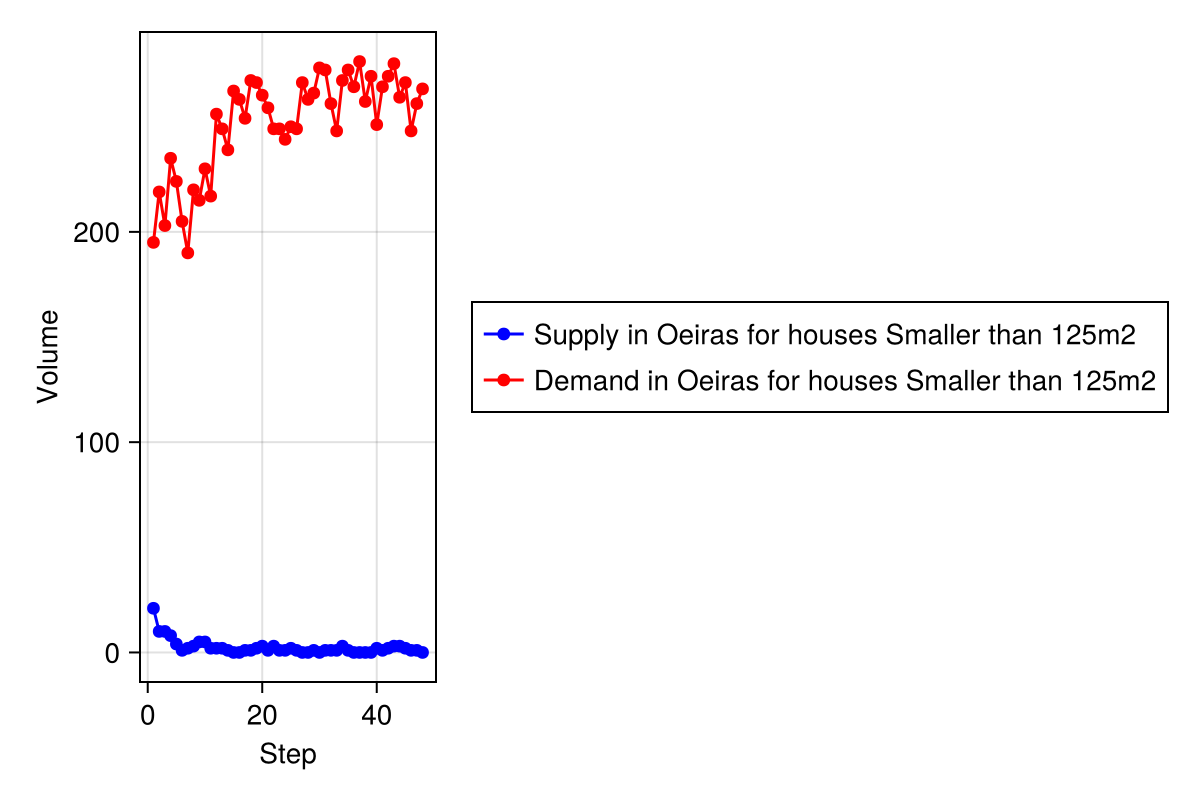 Volume
200
100
0
0 20 40
Step
Supply in Oeiras for houses Smaller than 125m2
Demand in Oeiras for houses Smaller than 125m2